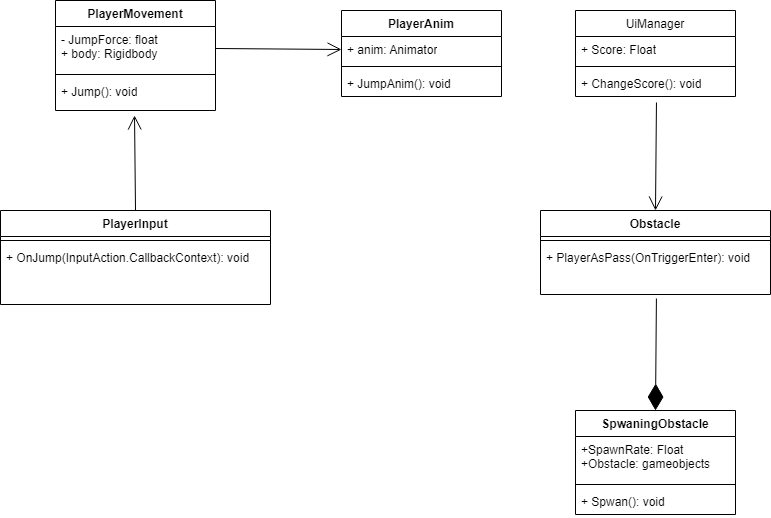 PlayerMovement
- JumpForce: float
+ body: Rigidbody
+ Jump(): void
PlayerAnim
+ anim: Animator
+ JumpAnim(): void
UiManager
+ Score: Float
+ ChangeScore(): void
PlayerInput
+ OnJump(InputAction.CallbackContext): void
Obstacle
+ PlayerAsPass(OnTriggerEnter): void
SpwaningObstacle
+SpawnRate: Float
+Obstacle: gameobjects
+ Spwan(): void